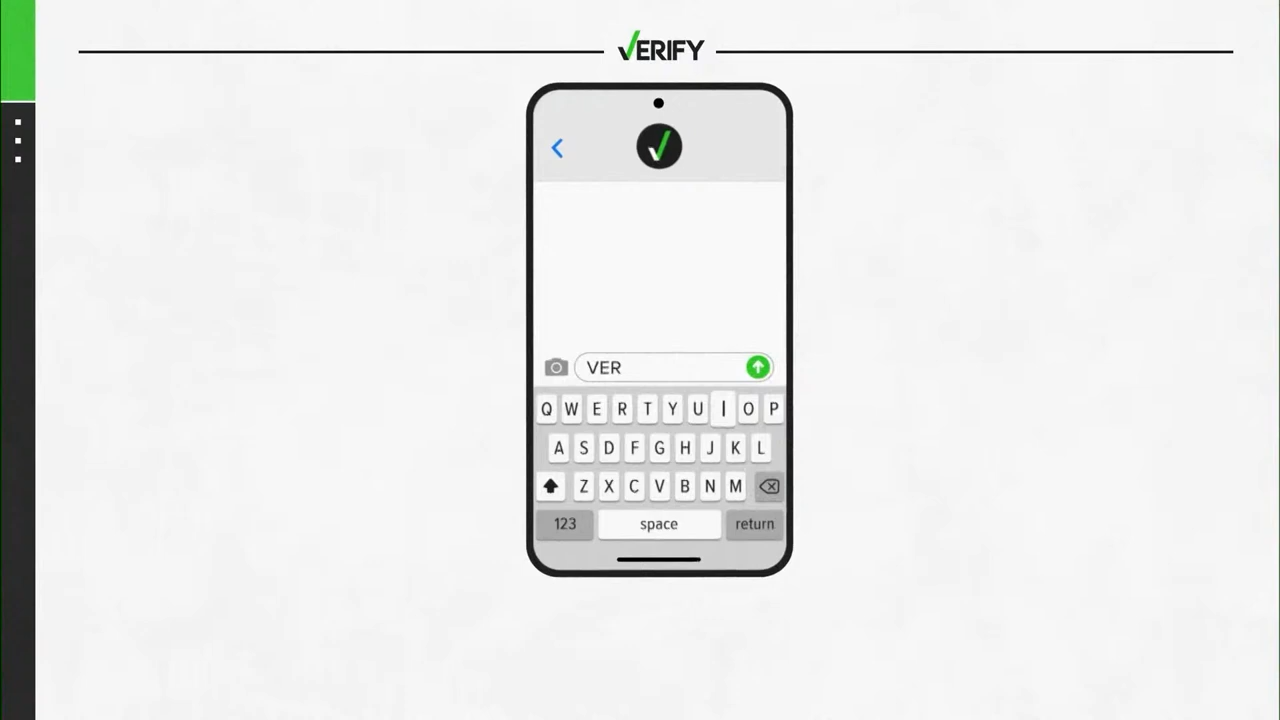 VERIFY
VER
Q W E R T Y U I O P
A S D F G H J K L
Z X C V B N M
123 space return